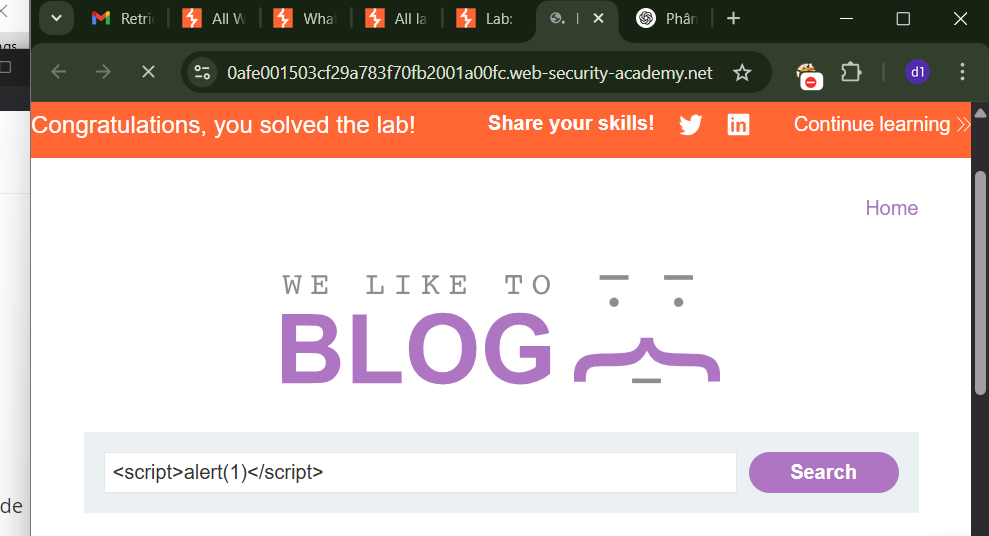 Retri
All W
What
All la
Lab:
Phân
ngs
0afe001503cf29a783f70fb2001a00fc.web-security-academy.net
d1
Congratulations, you solved the lab!
Share your skills!
Continue learning
Home
WE LIKE TO
BLOG
<script>alert(1)</script>
Search
de